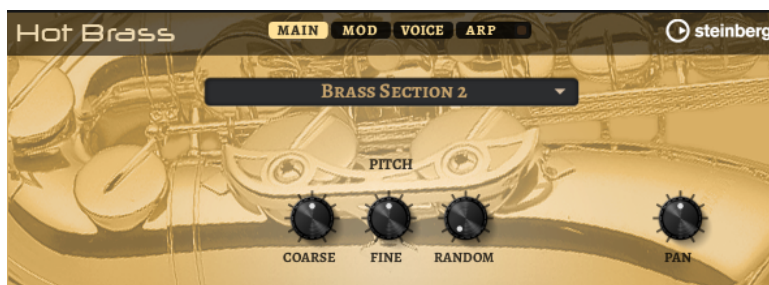 Hot Brass MAIN MOD VOICE ARP steinberg
BRASS SECTION 2
PITCH
COARSE FINE RANDOM PAN